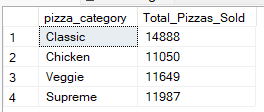 pizza_category Total_Pizzas_Sold
1 Classic 14888
2 Chicken 11050
3 Veggie 11649
4 Supreme 11987